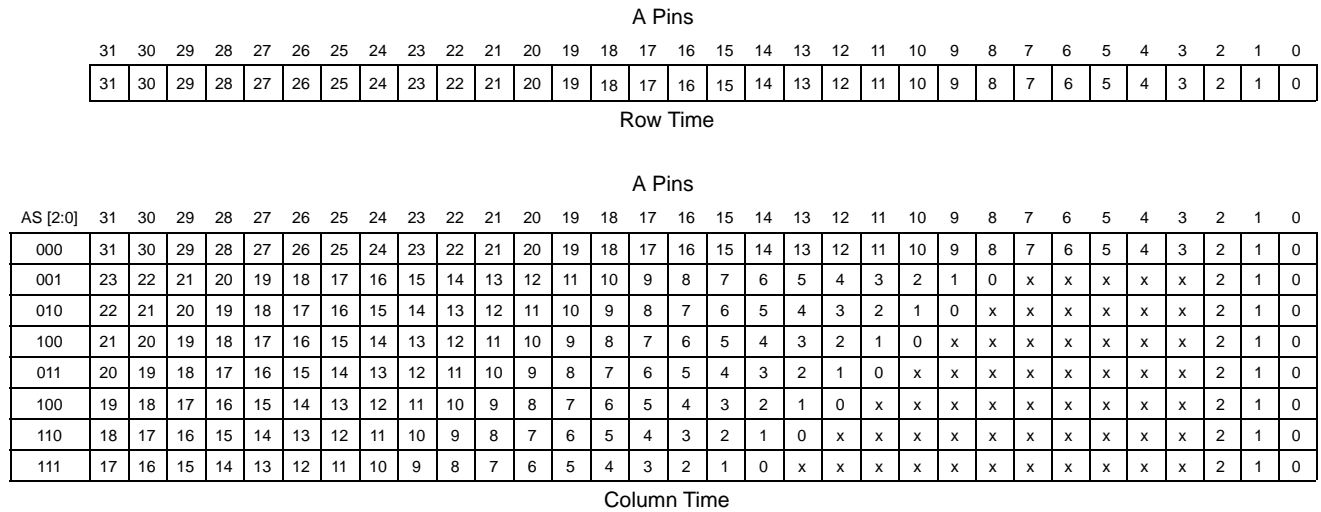 A Pins
31 30 29 28 27 26 25 24 23 22 21 20 19 18 17 16 15 14 13 12 11 10 9 8 7 6 5 4 3 2 1 0
31 30 29 28 27 26 25 24 23 22 21 20 19 18 17 16 15 14 13 12 11 10 9 8 7 6 5 4 3 2 1 0
Row Time
A Pins
AS [2:0] 31 30 29 28 27 26 25 24 23 22 21 20 19 18 17 16 15 14 13 12 11 10 9 8 7 6 5 4 3 2 1 0
000 31 30 29 28 27 26 25 24 23 22 21 20 19 18 17 16 15 14 13 12 11 10 9 8 7 6 5 4 3 2 1 0
001 23 22 21 20 19 18 17 16 15 14 13 12 11 10 9 8 7 6 5 4 3 2 1 0 x x x x x 2 1 0
010 22 21 20 19 18 17 16 15 14 13 12 11 10 9 8 7 6 5 4 3 2 1 0 x x x x x x 2 1 0
100 21 20 19 18 17 16 15 14 13 12 11 10 9 8 7 6 5 4 3 2 1 0 x x x x x x x 2 1 0
011 20 19 18 17 16 15 14 13 12 11 10 9 8 7 6 5 4 3 2 1 0 x x x x x x x x 2 1 0
100 19 18 17 16 15 14 13 12 11 10 9 8 7 6 5 4 3 2 1 0 x x x x x x x x x 2 1 0
110 18 17 16 15 14 13 12 11 10 9 8 7 6 5 4 3 2 1 0 x x x x x x x x x x 2 1 0
111 17 16 15 14 13 12 11 10 9 8 7 6 5 4 3 2 1 0 x x x x x x x x x x x 2 1 0
Column Time